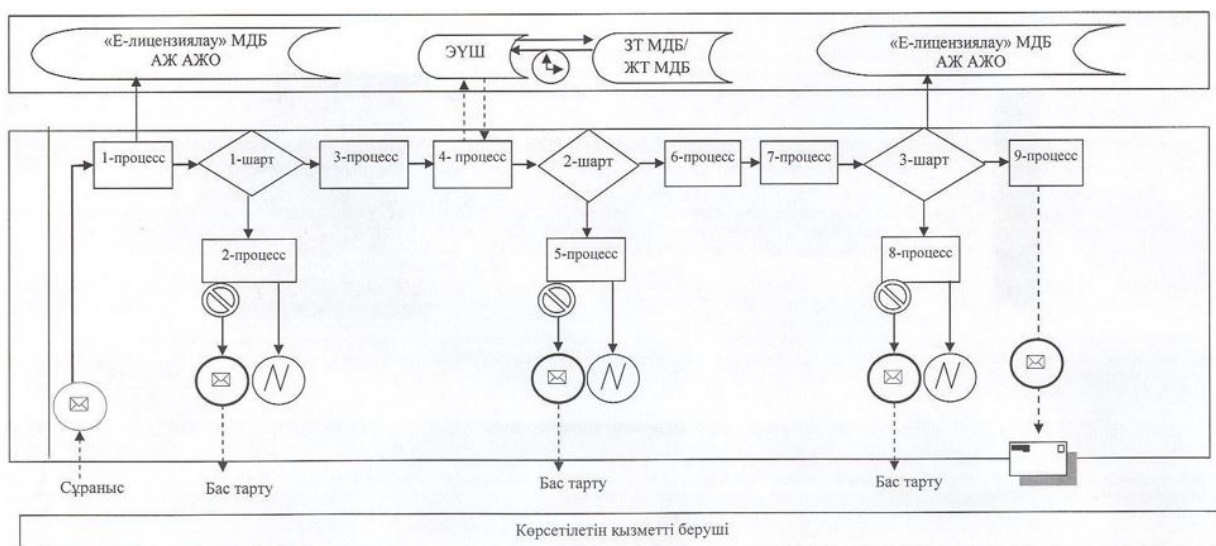 «Е-лицензиялау» МДБ
АЖ АЖО
ЭҮШ
ЗТ МДБ/
ЖТ МДБ
«Е-лицензиялау» МДБ
АЖ АЖО
1-процесс
1-шарт
3-процесс
4- процесс
2-шарт
6-процесс
7-процесс
3-шарт
9-процесс
2-процесс
5-процесс
8-процесс
Сұраныс
Бас тарту
Бас тарту
Бас тарту
Көрсетілетін қызметті беруші